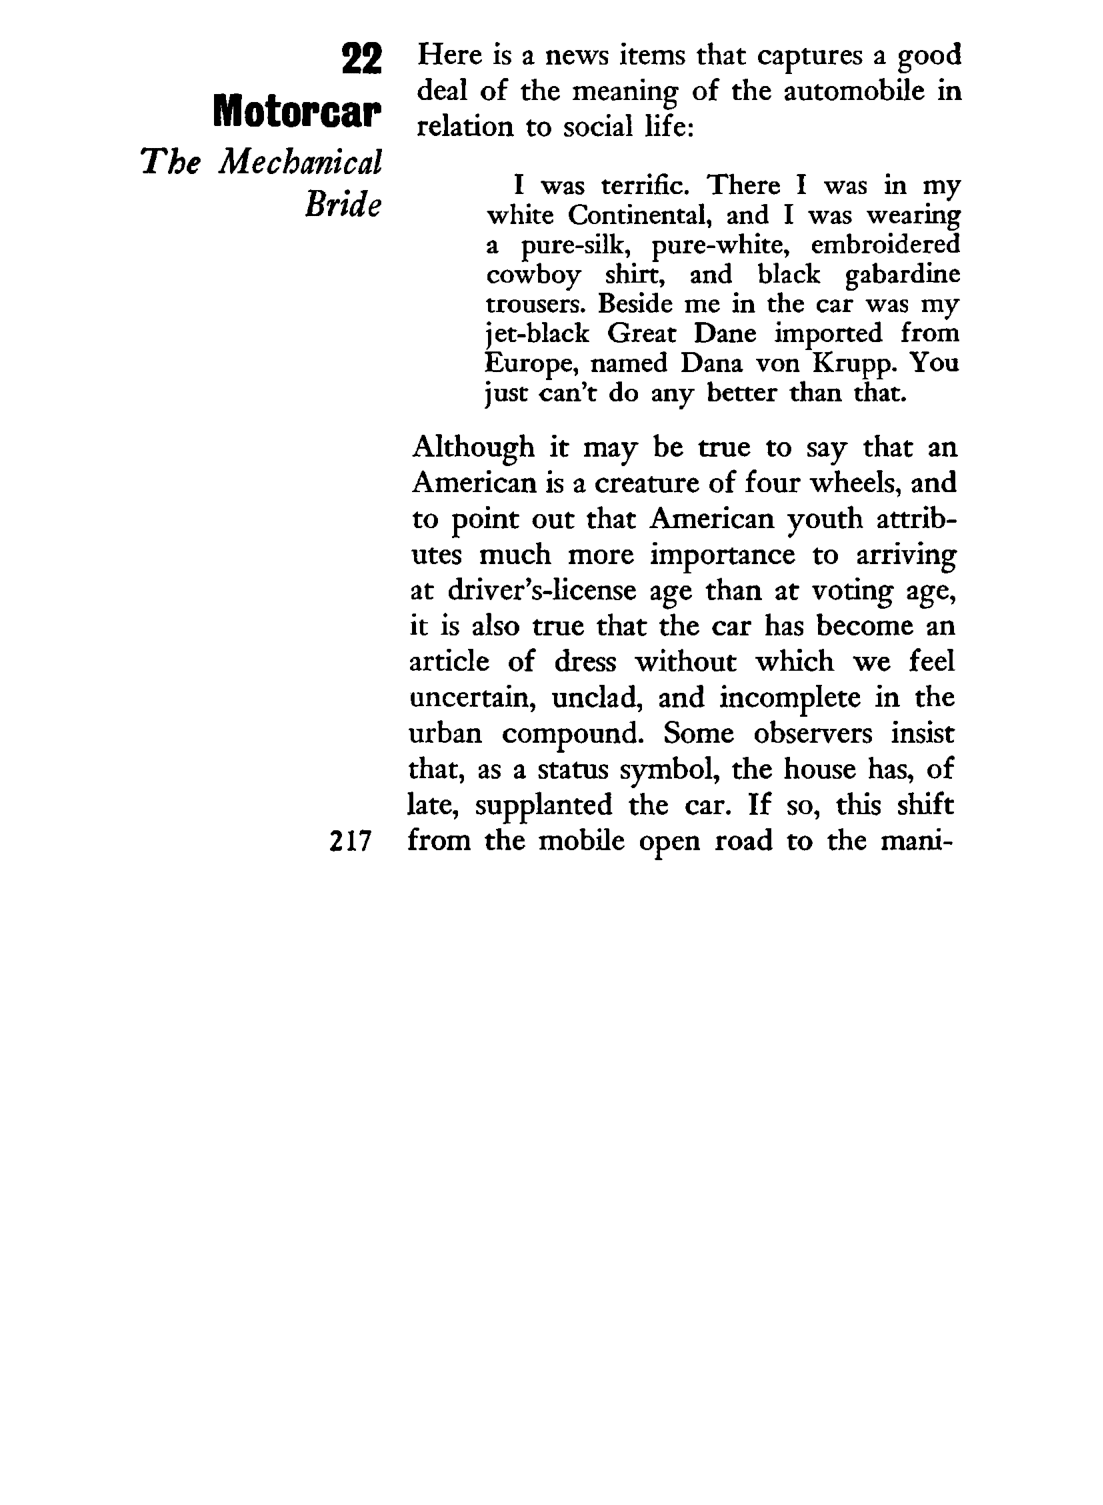 22
Motorcar
The Mechanical
Bride
Here is a news items that captures a good
deal of the meaning of the automobile in
relation to social life:
I was terrific. There I was in my
white Continental, and I was wearing
a pure-silk, pure-white, embroidered
cowboy shirt, and black gabardine
trousers. Beside me in the car was my
jet-black Great Dane imported from
Europe, named Dana von Krupp. You
just can't do any better than that.
Although it may be true to say that an
American is a creature of four wheels, and
to point out that American youth attrib-
utes much more importance to arriving
at driver's-license age than at voting age,
it is also true that the car has become an
article of dress without which we feel
uncertain, unclad, and incomplete in the
urban compound. Some observers insist
that, as a status symbol, the house has, of
late, supplanted the car. If so, this shift
from the mobile open road to the mani-
217